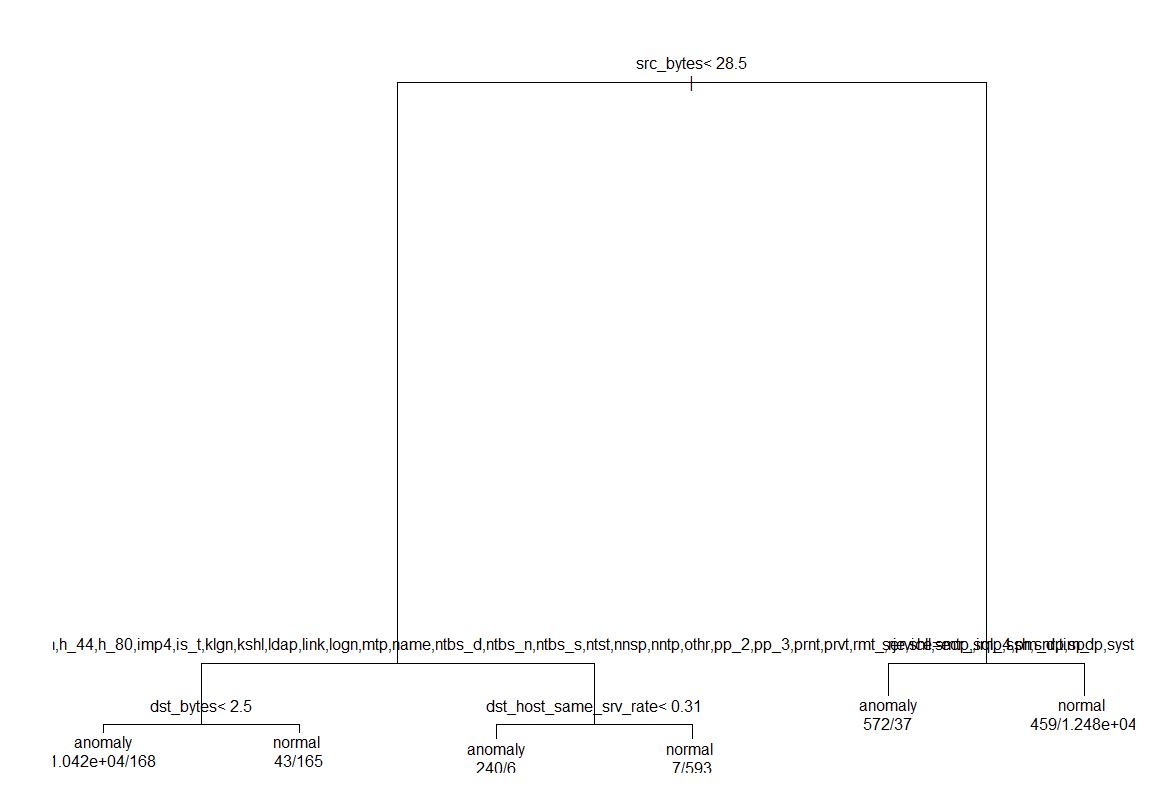 src_bytes< 28.5
,h_44,h_80,imp4,is_t,klgn,kshl,ldap,link,logn,mtp,name,ntbs_d,ntbs_n,ntbs_s,ntst,nnsp,nntp,othr,pp_2,pp_3,prnt,prvt,rmt_
dst_bytes< 2.5
dst_host_same_srv_rate< 0.31
anomaly
572/37
normal
459/1.248e+04
anomaly
1.042e+04/168
normal
43/165
anomaly
240/6
normal
7/593